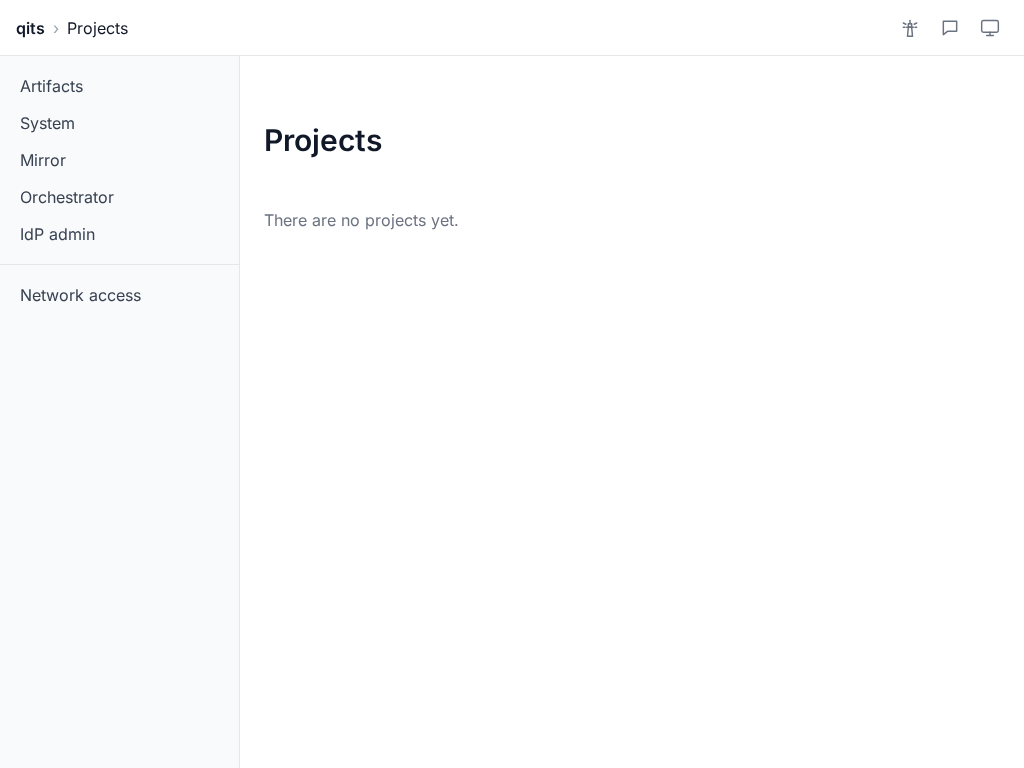 qits › Projects
Artifacts
System
Mirror
Orchestrator
IdP admin
Network access
Projects
There are no projects yet.